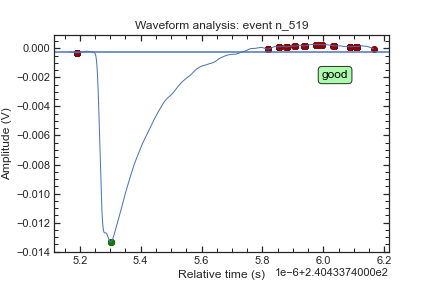 Waveform analysis: event n_519
Amplitude (V)
0.000
−0.002
−0.004
−0.006
−0.008
−0.010
−0.012
−0.014
good
5.2 5.4 5.6 5.8 6.0 6.2
Relative time (s) 1e−6+2.4043374000e2